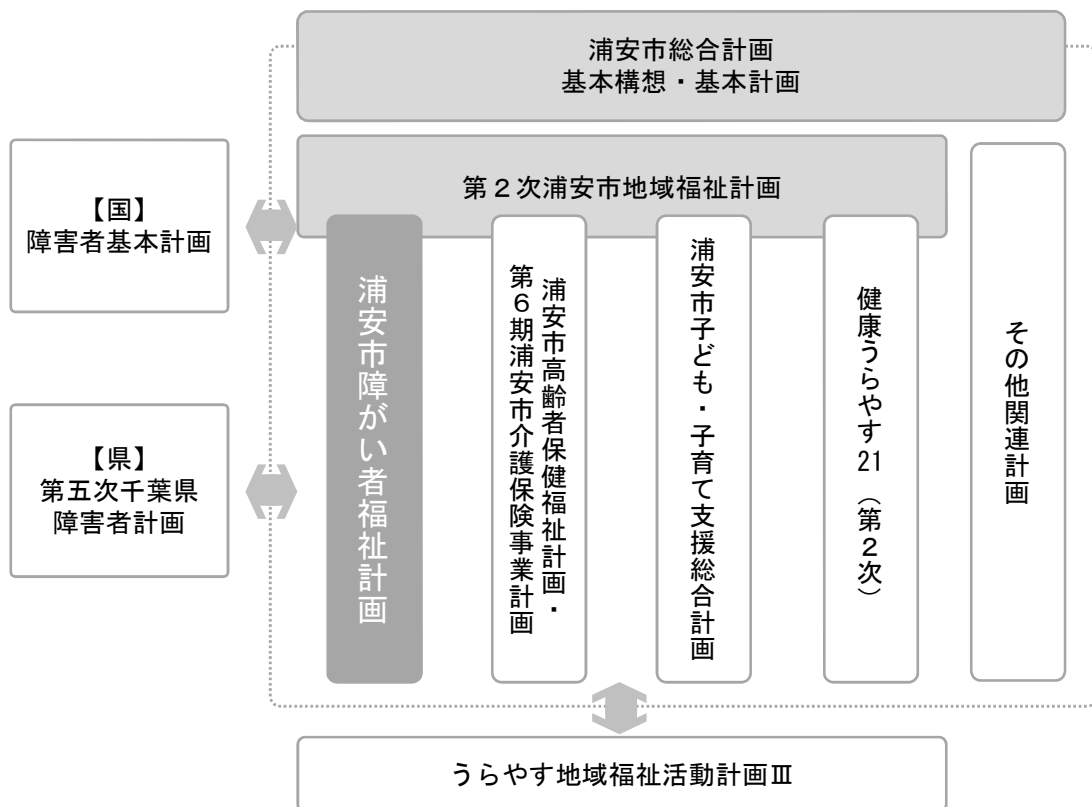 浦安市総合計画
基本構想・基本計画
第２次浦安市地域福祉計画
【国】
障害者基本計画
【県】
第五次千葉県
障害者計画
浦安市障がい者福祉計画
浦安市高齢者保健福祉計画・
第６期浦安市介護保険事業計画
浦安市子ども・子育て支援総合計画
健康うらやす21（第２次）
その他関連計画
うらやす地域福祉活動計画Ⅲ